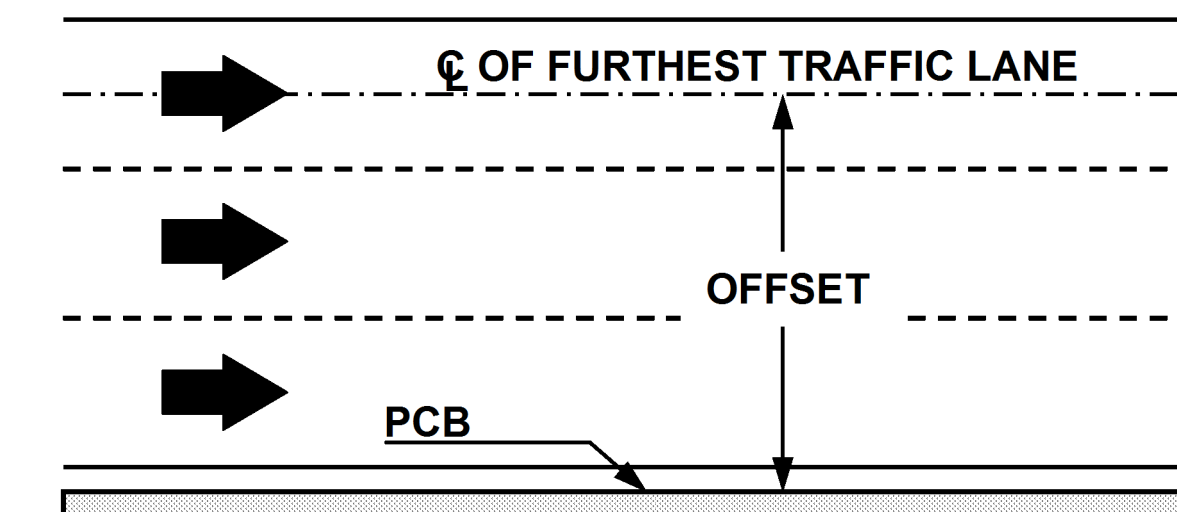 ℄ OF FURTHEST TRAFFIC LANE
OFFSET
PCB